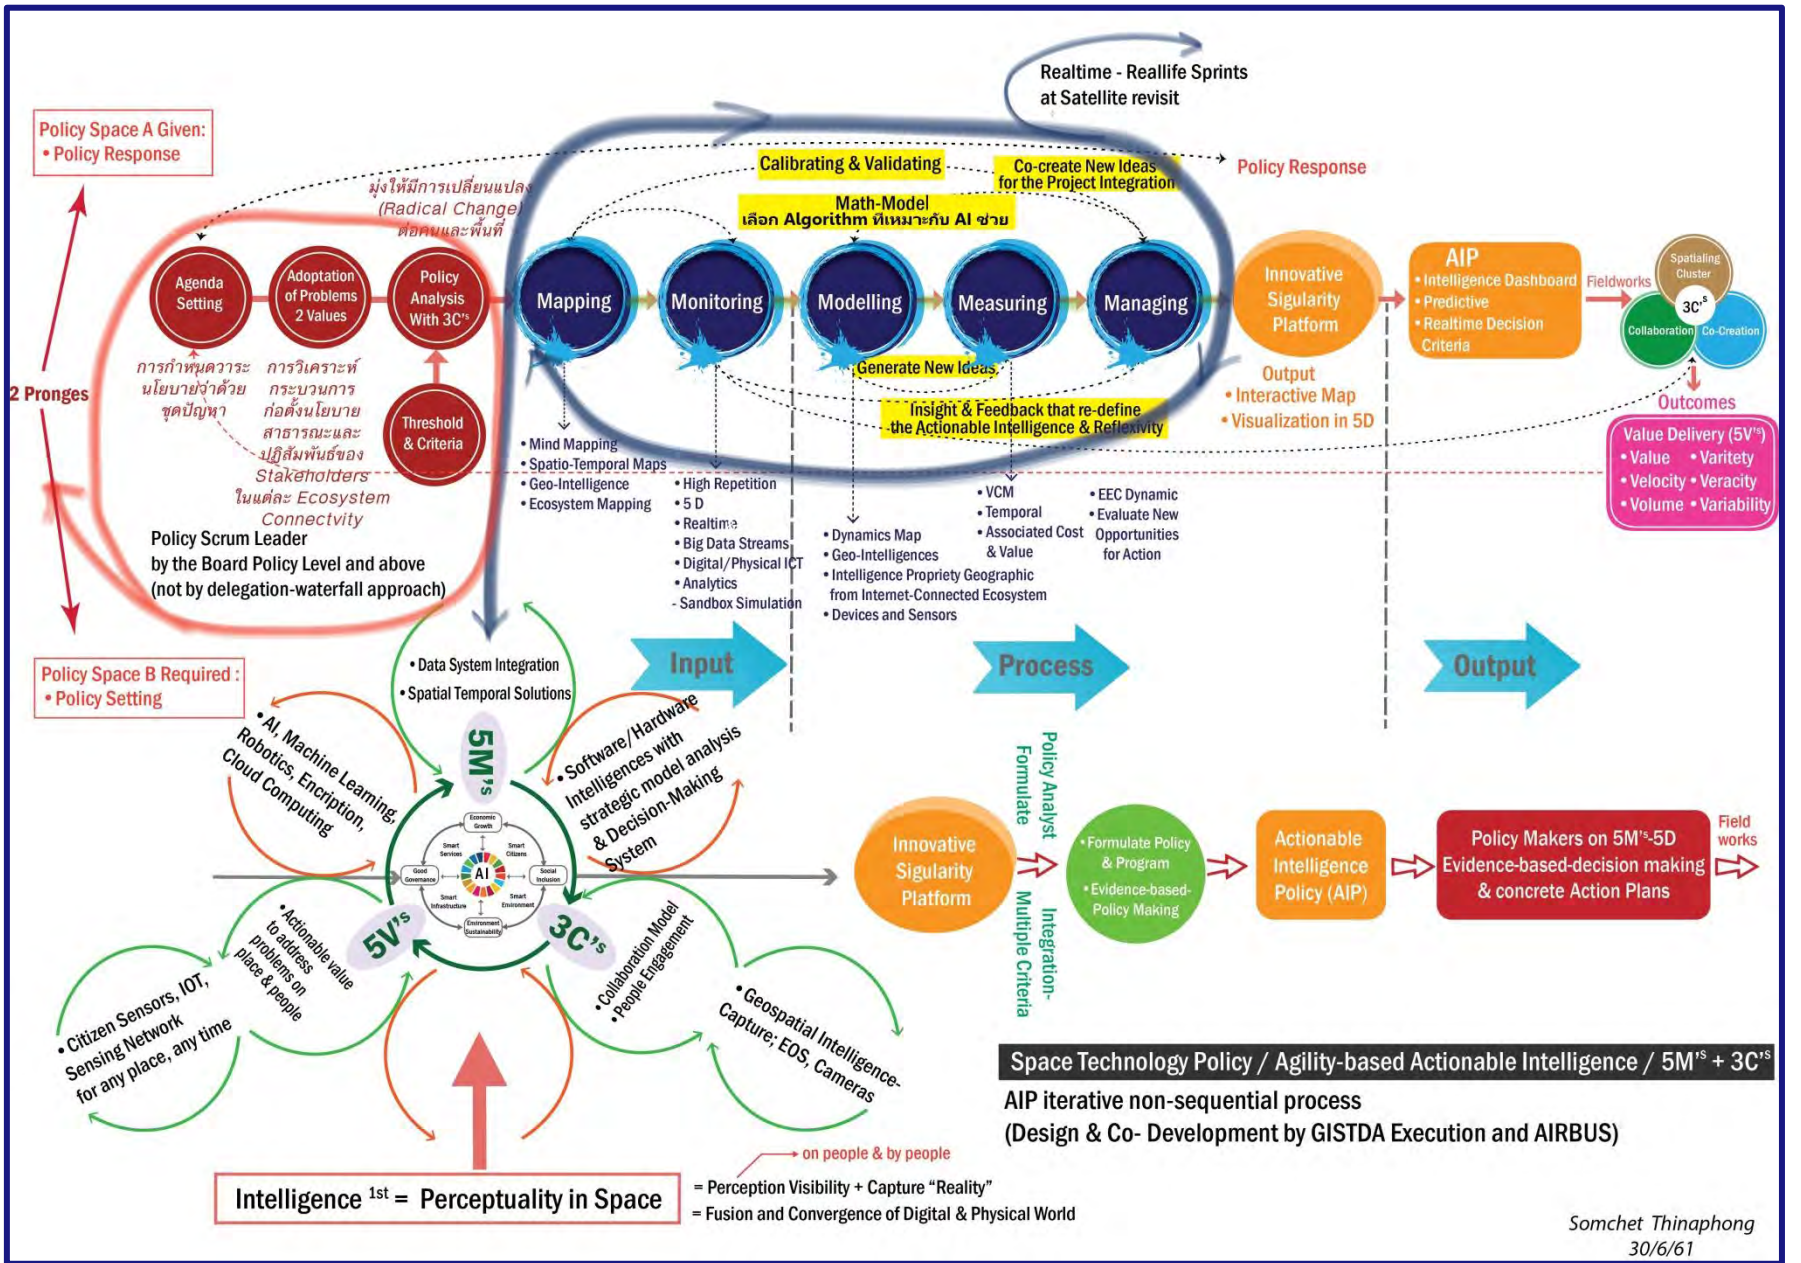 Realtime - Reallife Sprints
at Satellite revisit
Policy Space A Given:
• Policy Response
Calibrating & Validating
Co-create New Ideas
for the Project Integration
Policy Response
มุ่งให้มีการเปลี่ยนแปลง
(Radical Change)
ต่อคนและพื้นที่
Math-Model
เลือก Algorithm ที่เหมาะกับ AI ช่วย
Agenda
Setting
Adoptation
of Problems
2 Values
Policy
Analysis
With 3C's
Mapping
Monitoring
Modelling
Measuring
Managing
Innovative
Sigularity
Platform
AIP
• Intelligence Dashboard
• Predictive
• Realtime Decision
Criteria
Fieldworks
Spatialing
Cluster
3C's
Collaboration
Co-Creation
2 Pronges
การกำหนดวาระ
นโยบายว่าด้วย
ชุดปัญหา
การวิเคราะห์
กระบวนการ
ก่อตั้งนโยบาย
สาธารณะและ
ปฏิสัมพันธ์ของ
Stakeholders
ในแต่ละ Ecosystem
Connectvity
Threshold
& Criteria
Generate New Ideas
Insight & Feedback that re-define
the Actionable Intelligence & Reflexivity
Output
• Interactive Map
• Visualization in 5D
Outcomes
Value Delivery (5V's)
• Value
• Varitety
• Velocity
• Veracity
• Volume
• Variability
• Mind Mapping
• Spatio-Temporal Maps
• Geo-Intelligence
• Ecosystem Mapping
• High Repetition
• 5 D
• Realtime
• Big Data Streams
• Digital/Physical ICT
• Analytics
- Sandbox Simulation
• Dynamics Map
• Geo-Intelligences
• Intelligence Propriety Geographic
from Internet-Connected Ecosystem
• Devices and Sensors
• VCM
• Temporal
• Associated Cost
& Value
• EEC Dynamic
• Evaluate New
Opportunities
for Action
Policy Scrum Leader
by the Board Policy Level and above
(not by delegation-waterfall approach)
Policy Space B Required :
• Policy Setting
Input
Process
Output
• Data System Integration
• Spatial Temporal Solutions
• AI, Machine Learning,
Robotics, Encription,
Cloud Computing
• Software/Hardware
Intelligences with
strategic model analysis
& Decision-Making
System
5M's
5V's
3C's
Economic
Growth
Smart
Services
Smart
Citizens
Good
Governance
AI
Social
Inclusion
Smart
Infrastructure
Smart
Environment
Environment
Sustainability
• Actionable value
to address
problems on
place & people
• Collaboration Model
• People Engagement
• Citizen Sensors, IOT,
Sensing Network
for any place, any time
• Geospatial Intelligence-
Capture; EOS, Cameras
Innovative
Sigularity
Platform
Policy Analyst
Formulate
Integration-
Multiple Criteria
• Formulate Policy
& Program
• Evidence-based-
Policy Making
Actionable
Intelligence
Policy (AIP)
Policy Makers on 5M's-5D
Evidence-based-decision making
& concrete Action Plans
Field
works
Space Technology Policy / Agility-based Actionable Intelligence / 5M's + 3C's
AIP iterative non-sequential process
(Design & Co- Development by GISTDA Execution and AIRBUS)
Intelligence 1st = Perceptuality in Space
on people & by people
= Perception Visibility + Capture “Reality”
= Fusion and Convergence of Digital & Physical World
Somchet Thinaphong
30/6/61